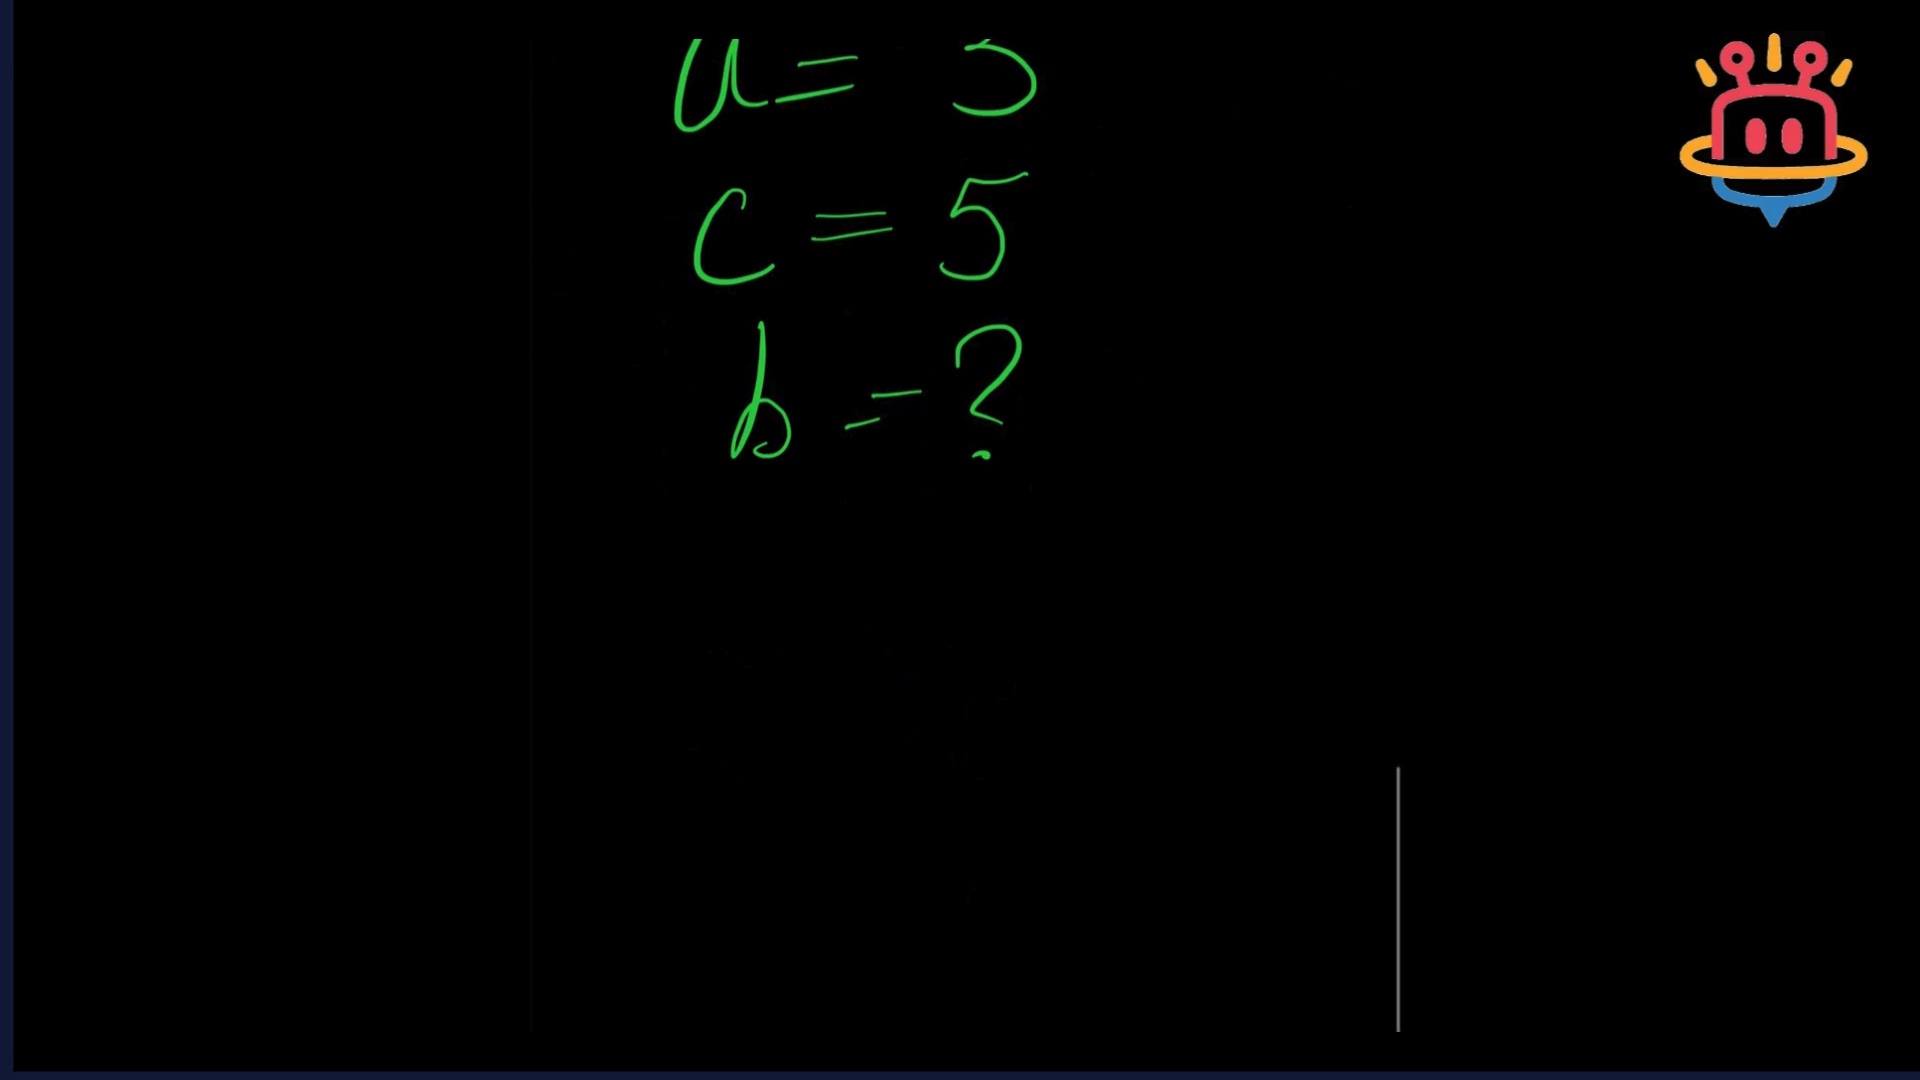 a = 3
c = 5
b = ?